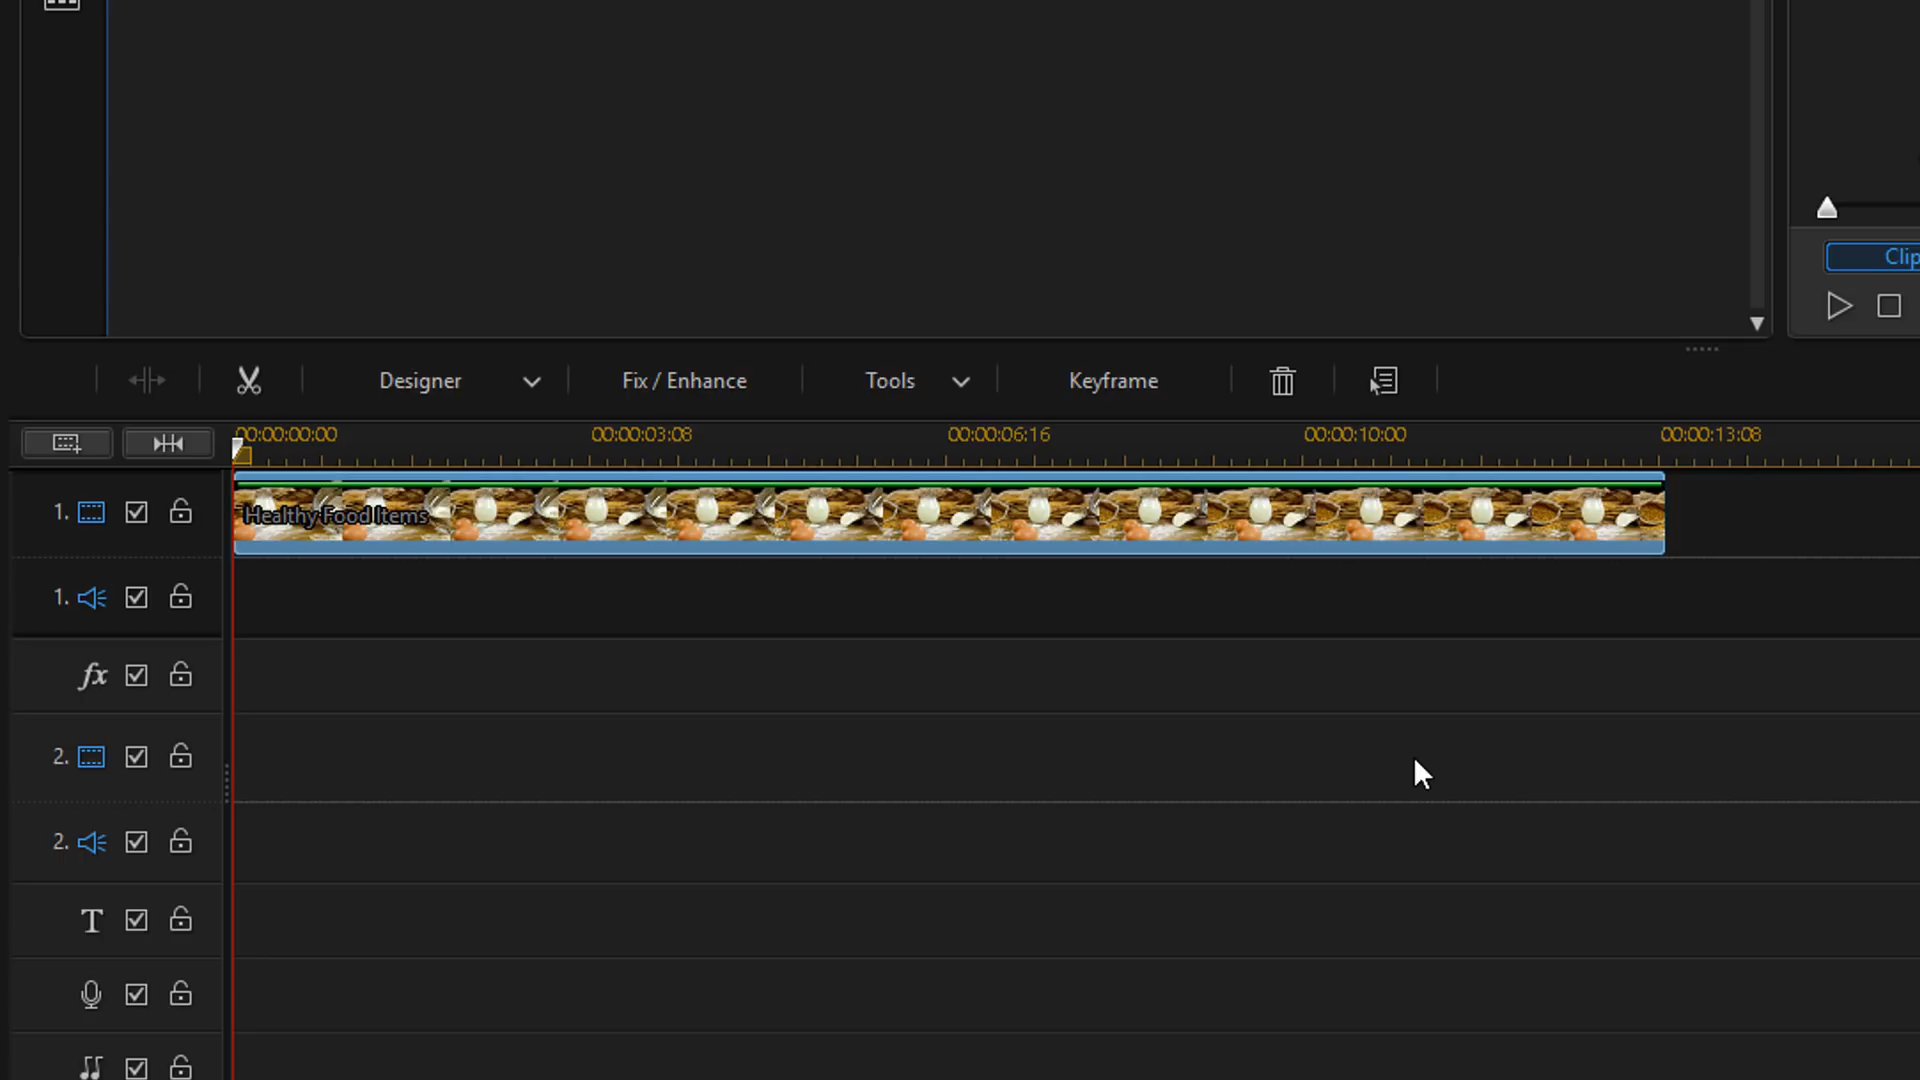 Clip
Designer
Fix / Enhance
Tools
Keyframe
00:00:00:00
00:00:03:08
00:00:06:16
00:00:10:00
00:00:13:08
1.
Healthy Food Items
1.
fx
2.
2.
T